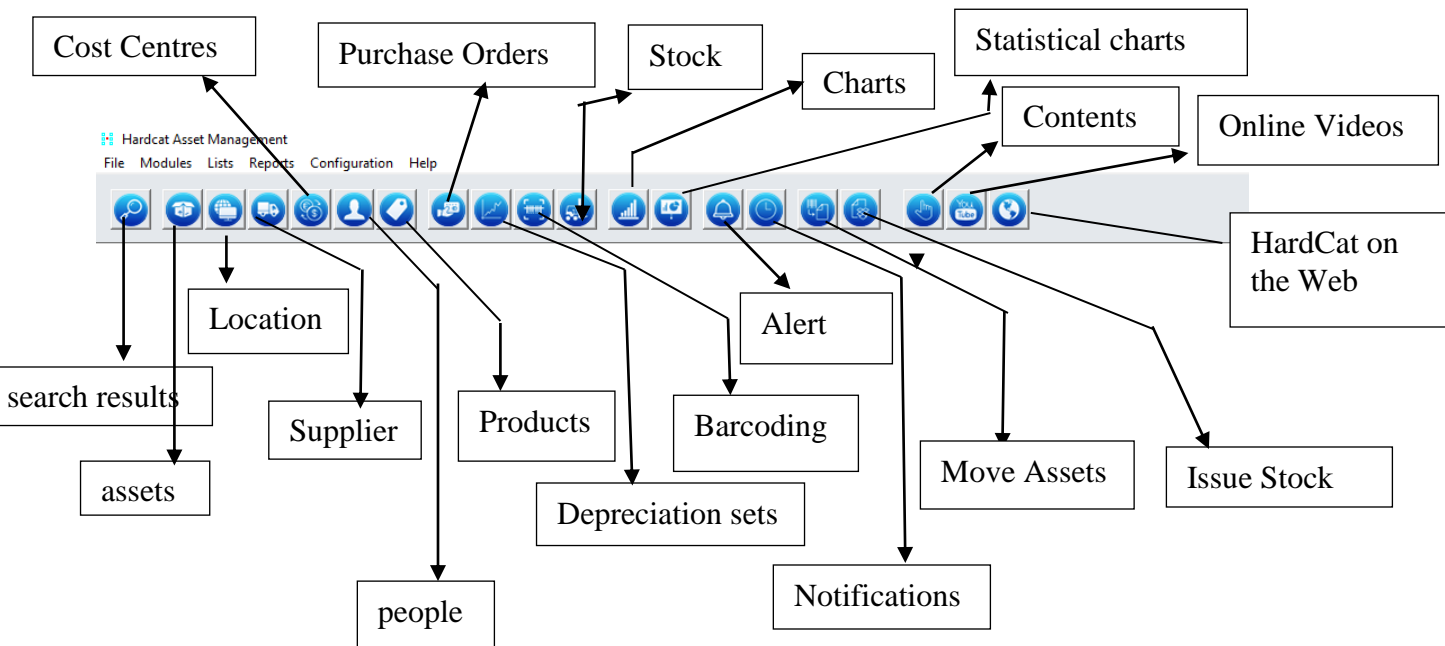 Cost Centres
Purchase Orders
Stock
Charts
Statistical charts
Contents
Online Videos
Hardcat Asset Management
File Modules Lists Reports Configuration Help
You
Tube
HardCat on
the Web
Location
Alert
search results
Supplier
Products
Barcoding
Move Assets
Issue Stock
assets
Depreciation sets
Notifications
people